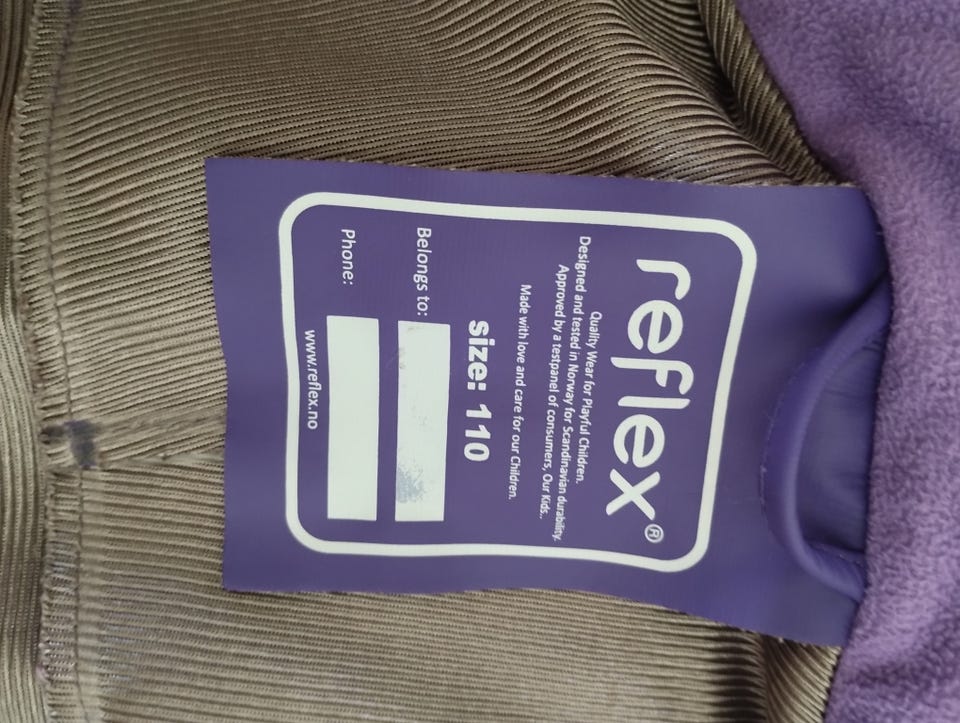 reflex®
Quality Wear for Playful Children.
Designed and tested in Norway for Scandinavian durability.
Approved by a testpanel of consumers, Our Kids..
Made with love and care for our Children.
size: 110
Belongs to:
Phone:
www.reflex.no